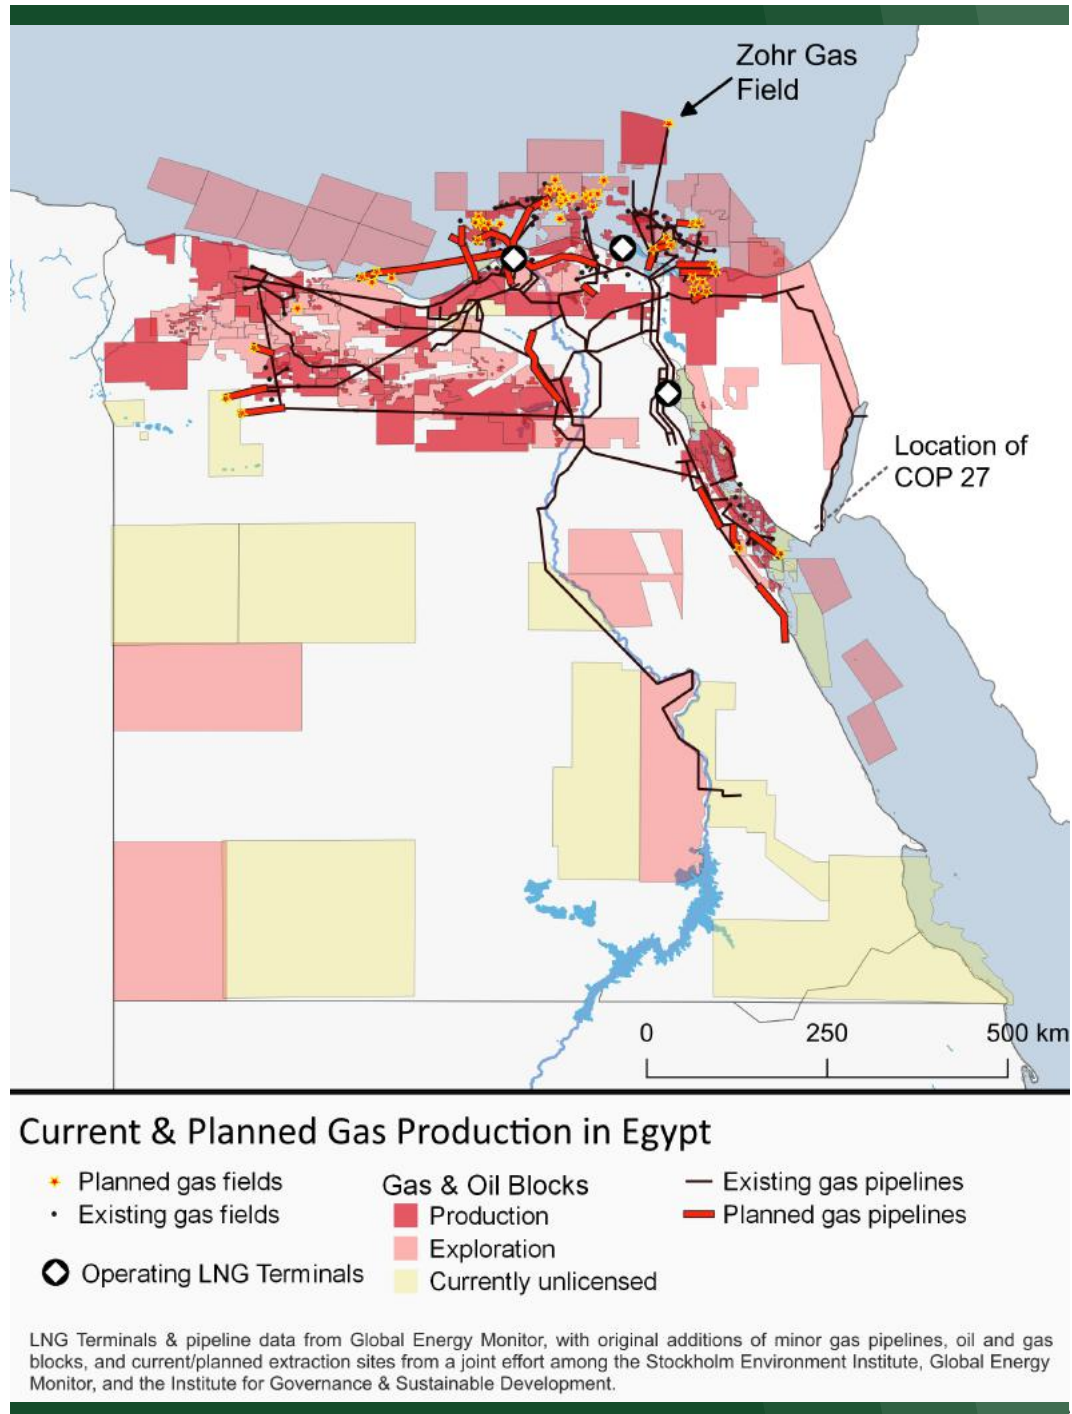 Zohr Gas
Field
Location of
COP 27
0 250 500 km
Current & Planned Gas Production in Egypt
Planned gas fields
Existing gas fields
Operating LNG Terminals
Gas & Oil Blocks
Production
Exploration
Currently unlicensed
Existing gas pipelines
Planned gas pipelines
LNG Terminals & pipeline data from Global Energy Monitor, with original additions of minor gas pipelines, oil and gas
blocks, and current/planned extraction sites from a joint effort among the Stockholm Environment Institute, Global Energy
Monitor, and the Institute for Governance & Sustainable Development.